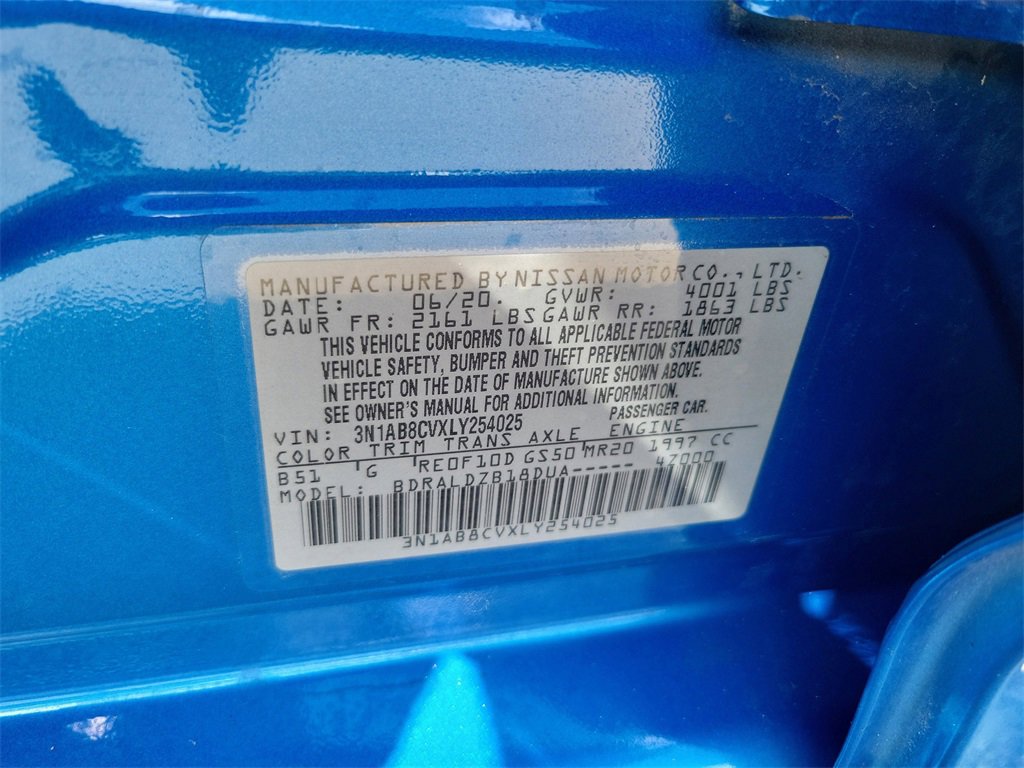 MANUFACTURED BY NISSAN MOTOR CO., LTD.
DATE: 06/20. GVWR: 4001 LBS
GAWR FR: 2161 LBS GAWR RR: 1863 LBS
THIS VEHICLE CONFORMS TO ALL APPLICABLE FEDERAL MOTOR
VEHICLE SAFETY, BUMPER AND THEFT PREVENTION STANDARDS
IN EFFECT ON THE DATE OF MANUFACTURE SHOWN ABOVE.
SEE OWNER'S MANUAL FOR ADDITIONAL INFORMATION.
VIN: 3N1AB8CVXLY254025 PASSENGER CAR.
COLOR TRIM TRANS AXLE ENGINE
B51 'G 'RE0F10D GS50 MR20 1997 CC
MODEL: BDRALDZB18DUA----- 4Z000
3N1AB8CVXLY254025